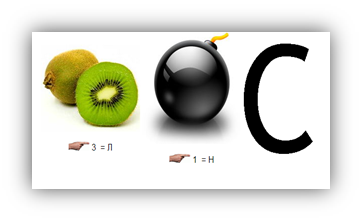 3 = Л
1 = Н
С